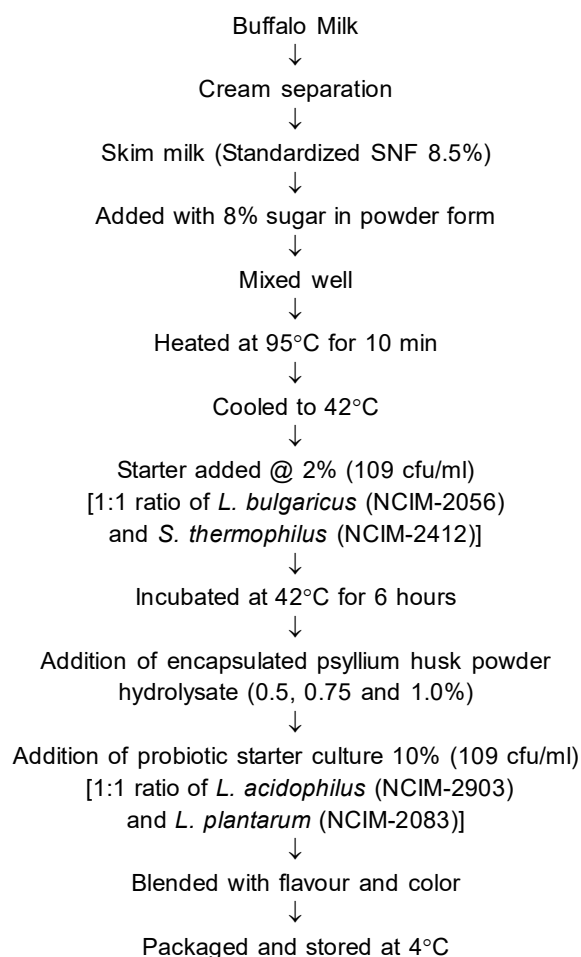 Buffalo Milk
↓
Cream separation
↓
Skim milk (Standardized SNF 8.5%)
↓
Added with 8% sugar in powder form
↓
Mixed well
↓
Heated at 95°C for 10 min
↓
Cooled to 42°C
↓
Starter added @ 2% (109 cfu/ml)
[1:1 ratio of L. bulgaricus (NCIM-2056)
and S. thermophilus (NCIM-2412)]
↓
Incubated at 42°C for 6 hours
↓
Addition of encapsulated psyllium husk powder
hydrolysate (0.5, 0.75 and 1.0%)
↓
Addition of probiotic starter culture 10% (109 cfu/ml)
[1:1 ratio of L. acidophilus (NCIM-2903)
and L. plantarum (NCIM-2083)]
↓
Blended with flavour and color
↓
Packaged and stored at 4°C